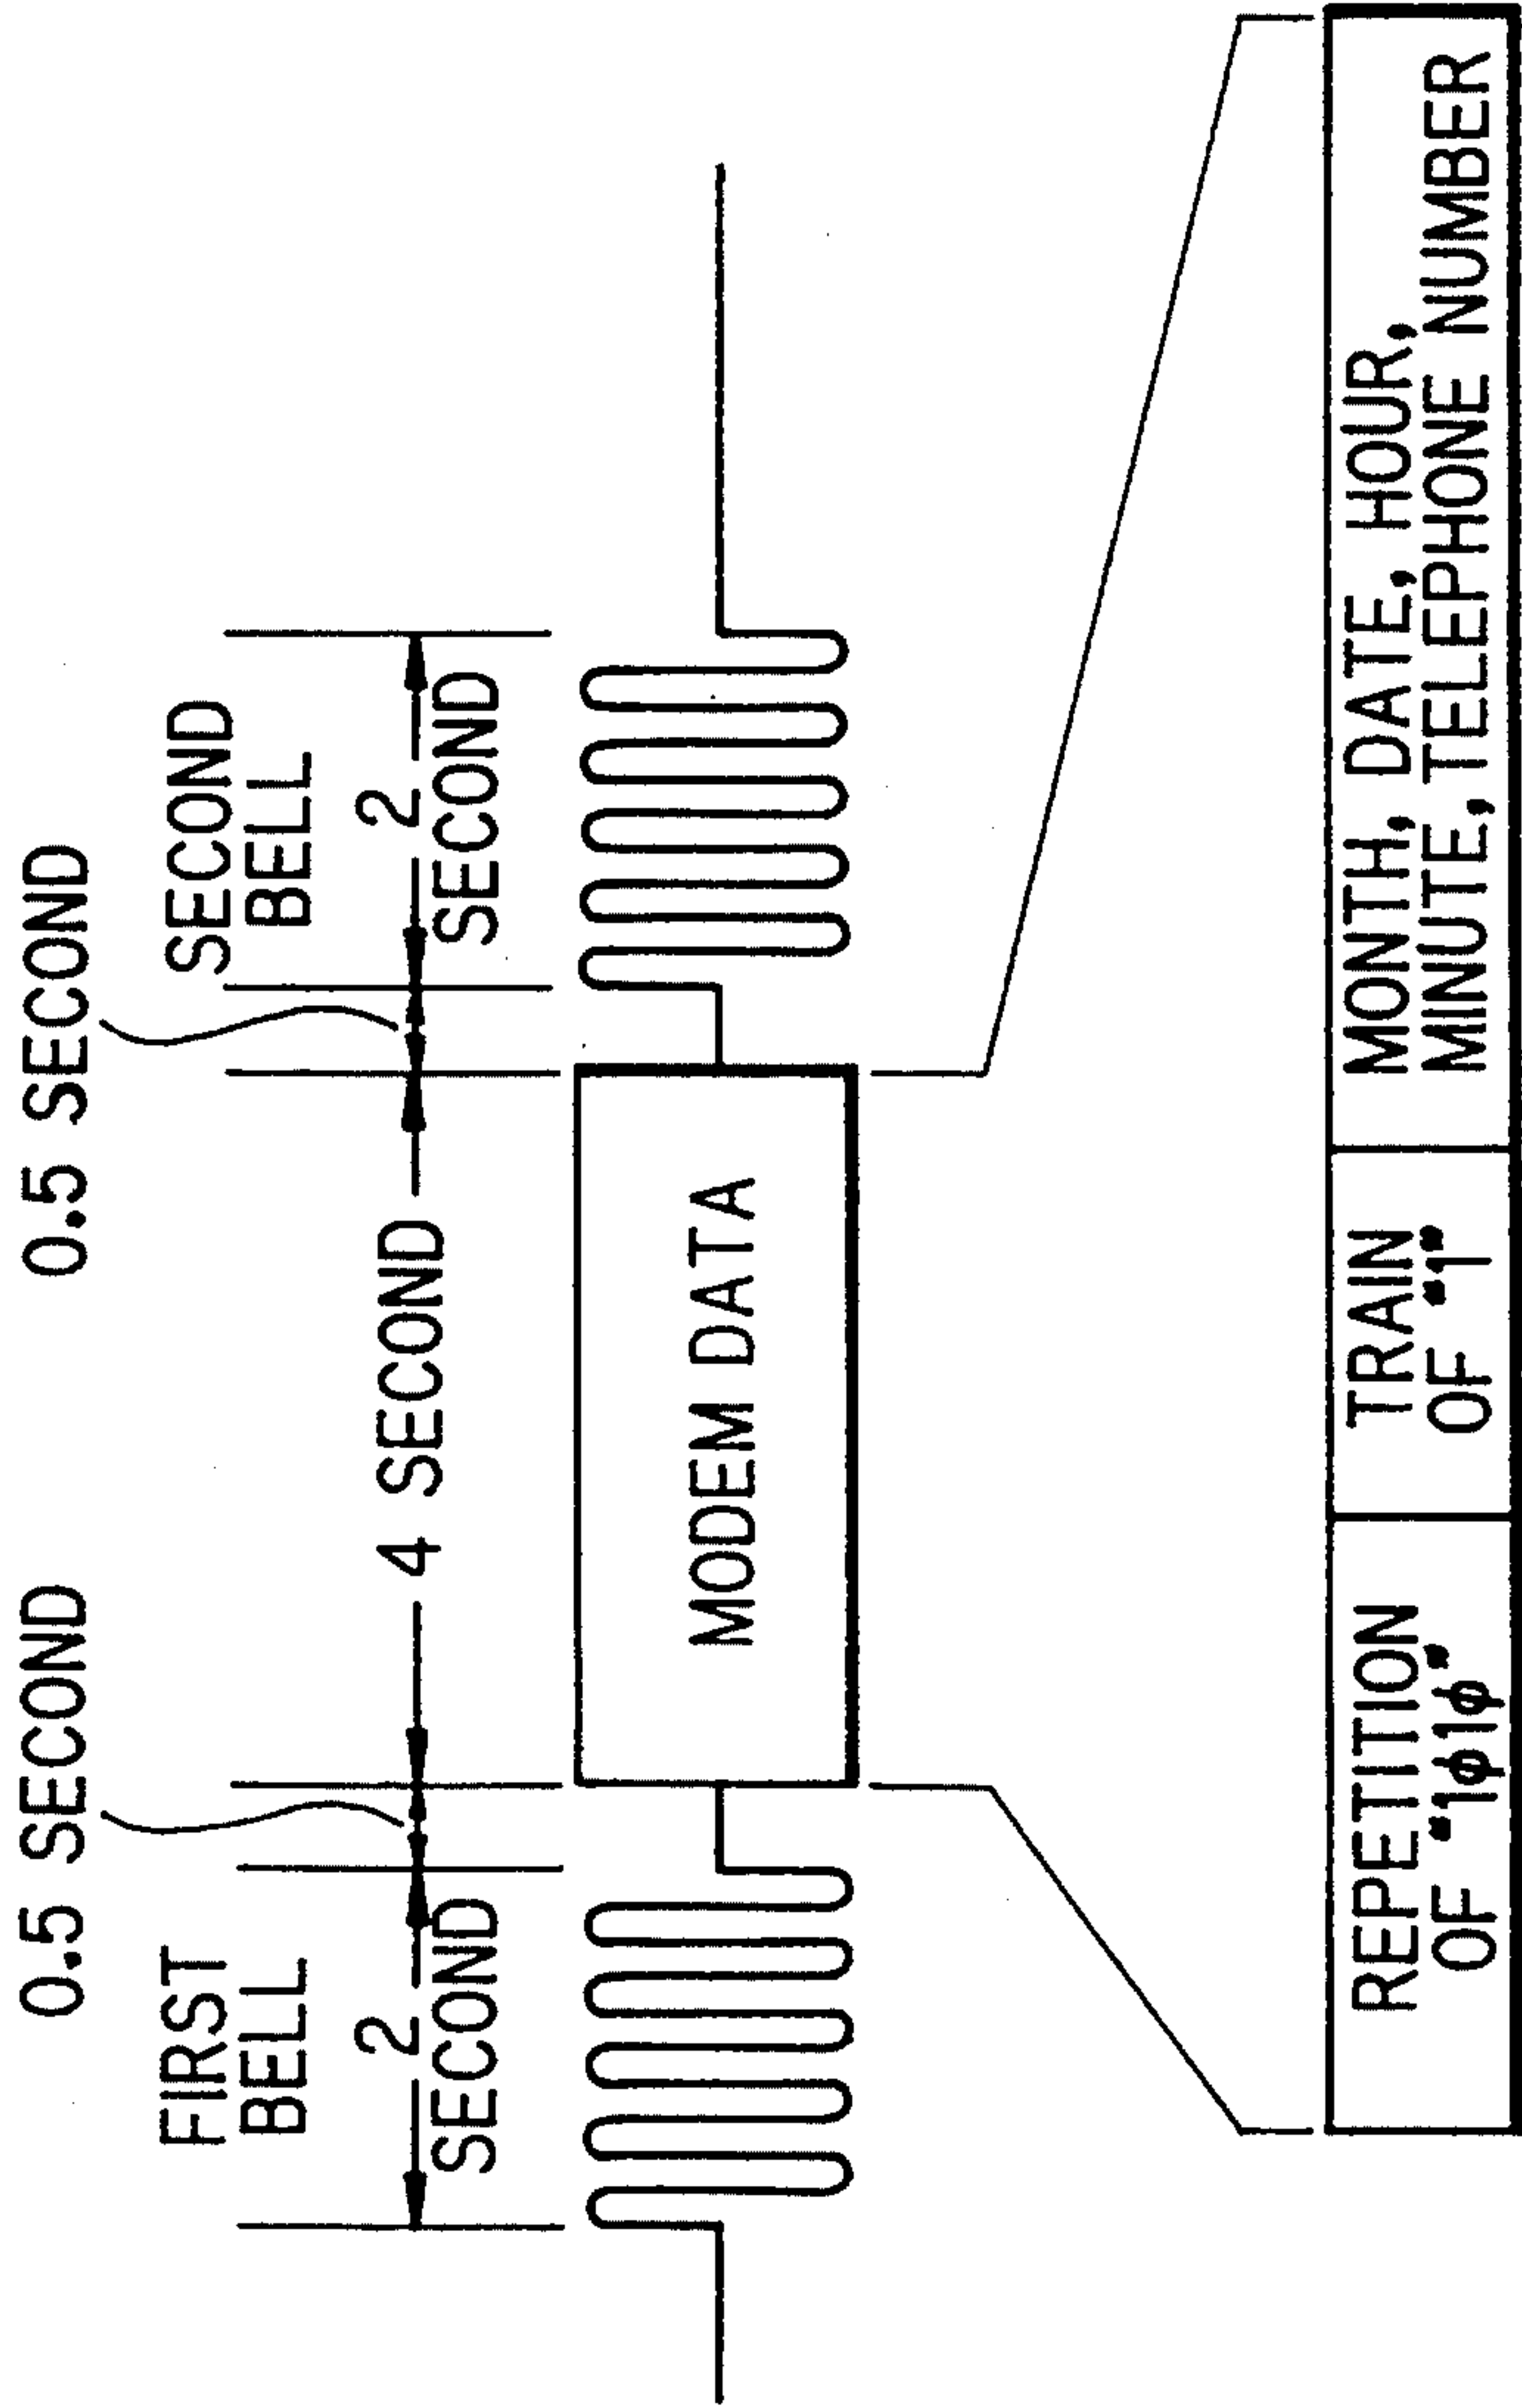 0.5 SECOND
0.5 SECOND
FIRST
BELL
SECOND
BELL
2
SECOND
4 SECOND
2
SECOND
MODEM DATA
REPETITION
OF "1ϕ1ϕ"
TRAIN
OF "1"
MONTH, DATE, HOUR,
MINUTE, TELEPHONE NUMBER